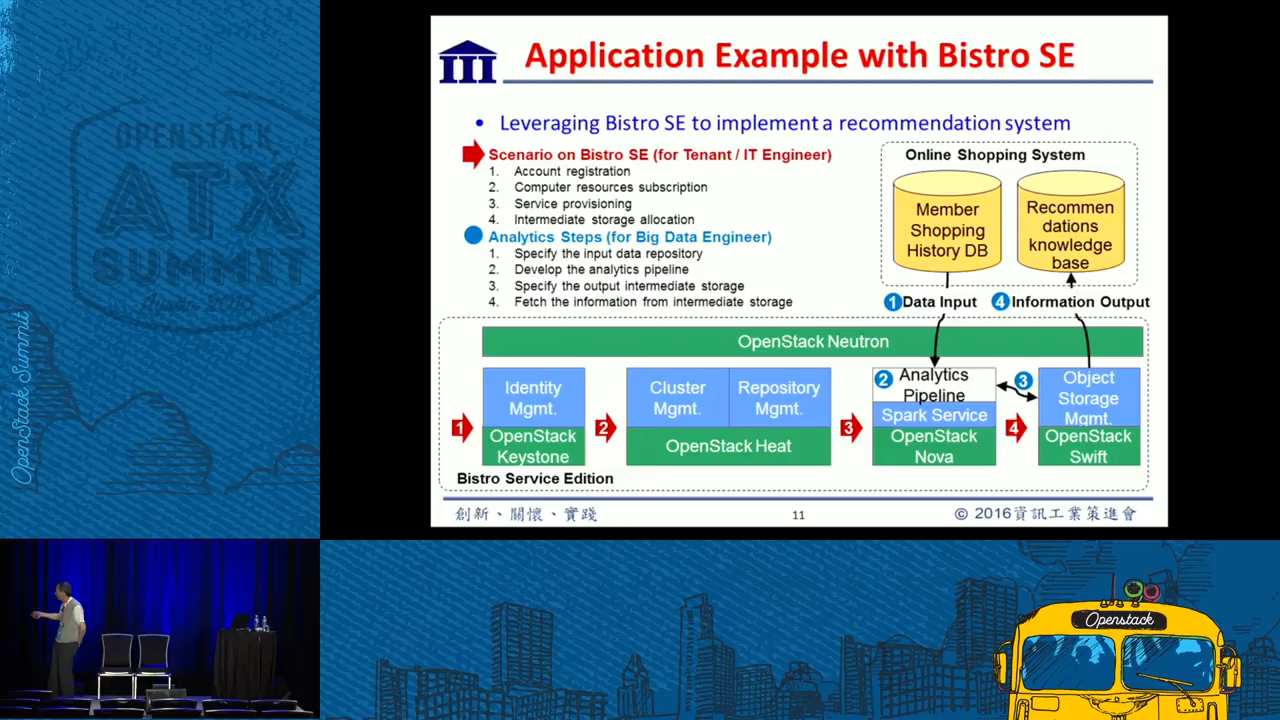 Application Example with Bistro SE
• Leveraging Bistro SE to implement a recommendation system
Scenario on Bistro SE (for Tenant / IT Engineer)
1. Account registration
2. Computer resources subscription
3. Service provisioning
4. Intermediate storage allocation
Analytics Steps (for Big Data Engineer)
1. Specify the input data repository
2. Develop the analytics pipeline
3. Specify the output intermediate storage
4. Fetch the information from intermediate storage
Online Shopping System
Member
Shopping
History DB
Recommen
dations
knowledge
base
1 Data Input
4 Information Output
OpenStack Neutron
1
Identity
Mgmt.
OpenStack
Keystone
2
Cluster
Mgmt.
Repository
Mgmt.
OpenStack Heat
3
2 Analytics
Pipeline
Spark Service
OpenStack
Nova
3
4
Object
Storage
Mgmt.
OpenStack
Swift
Bistro Service Edition
創新、關懷、實踐
11
© 2016資訊工業策進會
OPENSTACK
ATX
SUMMIT
OpenStack Summit
Openstack